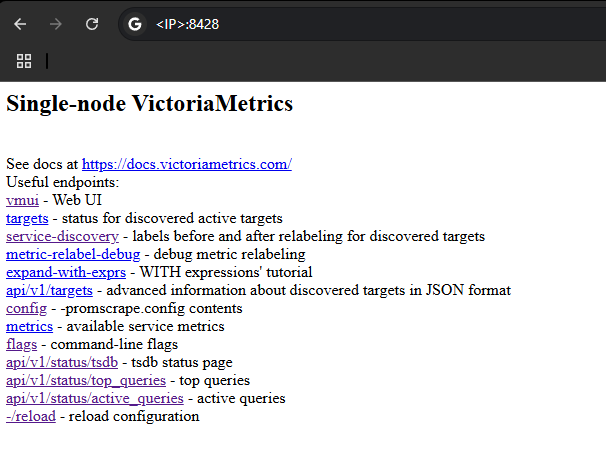 <IP>:8428
Single-node VictoriaMetrics
See docs at https://docs.victoriametrics.com/
Useful endpoints:
vmui - Web UI
targets - status for discovered active targets
service-discovery - labels before and after relabeling for discovered targets
metric-relabel-debug - debug metric relabeling
expand-with-exprs - WITH expressions' tutorial
api/v1/targets - advanced information about discovered targets in JSON format
config - -promscrape.config contents
metrics - available service metrics
flags - command-line flags
api/v1/status/tsdb - tsdb status page
api/v1/status/top_queries - top queries
api/v1/status/active_queries - active queries
-/reload - reload configuration